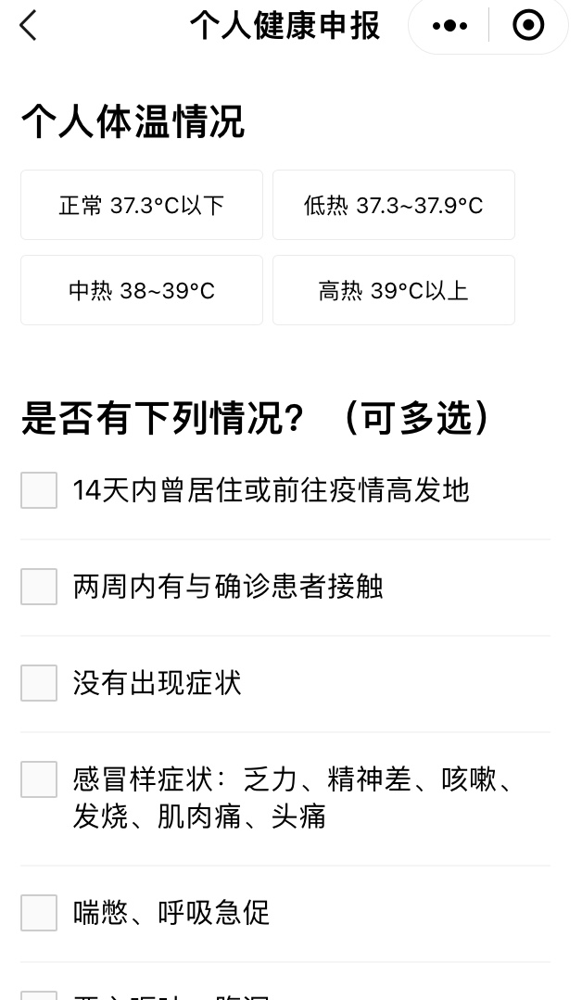 个人健康申报
个人体温情况
正常 37.3°C以下
低热 37.3~37.9°C
中热 38~39°C
高热 39°C以上
是否有下列情况？（可多选）
14天内曾居住或前往疫情高发地
两周内有与确诊患者接触
没有出现症状
感冒样症状：乏力、精神差、咳嗽、
发烧、肌肉痛、头痛
喘憋、呼吸急促